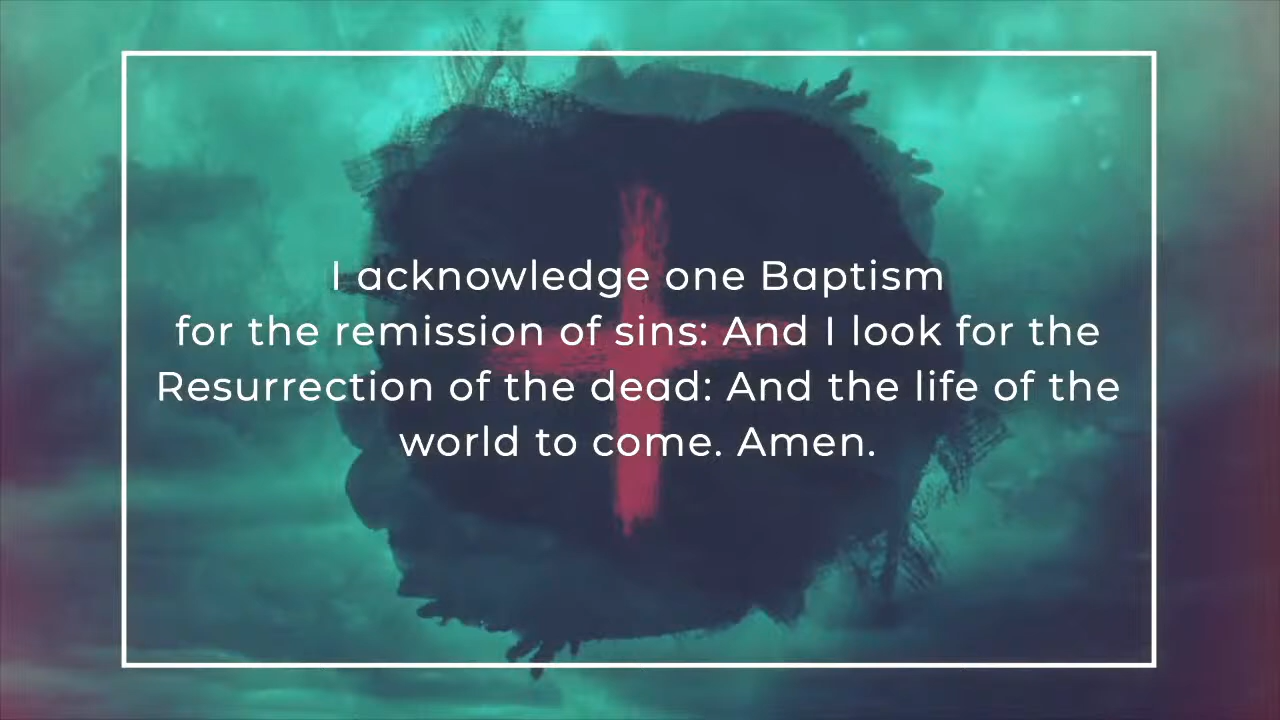 I acknowledge one Baptism
for the remission of sins: And I look for the
Resurrection of the dead: And the life of the
world to come. Amen.